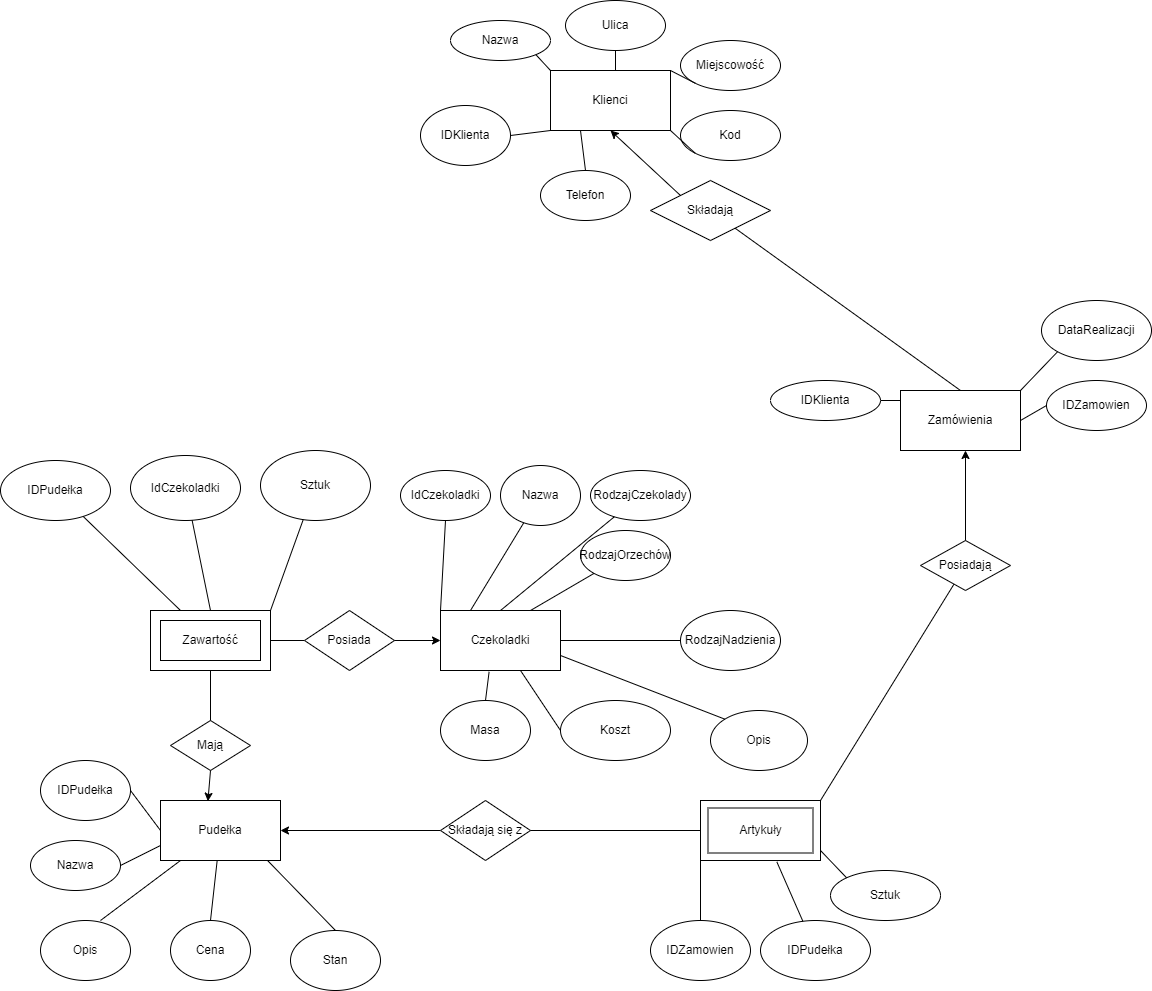 Ulica
Nazwa
Miejscowość
Klienci
IDKlienta
Kod
Telefon
Składają
DataRealizacji
IDKlienta
IDZamowien
Zamówienia
IDPudełka
IdCzekoladki
Sztuk
IdCzekoladki
Nazwa
RodzajCzekolady
RodzajOrzechów
Posiadają
Zawartość
Posiada
Czekoladki
RodzajNadzienia
Masa
Koszt
Opis
Mają
IDPudełka
Pudełka
Składają się z
Artykuły
Nazwa
Sztuk
Opis
Cena
Stan
IDZamowien
IDPudełka